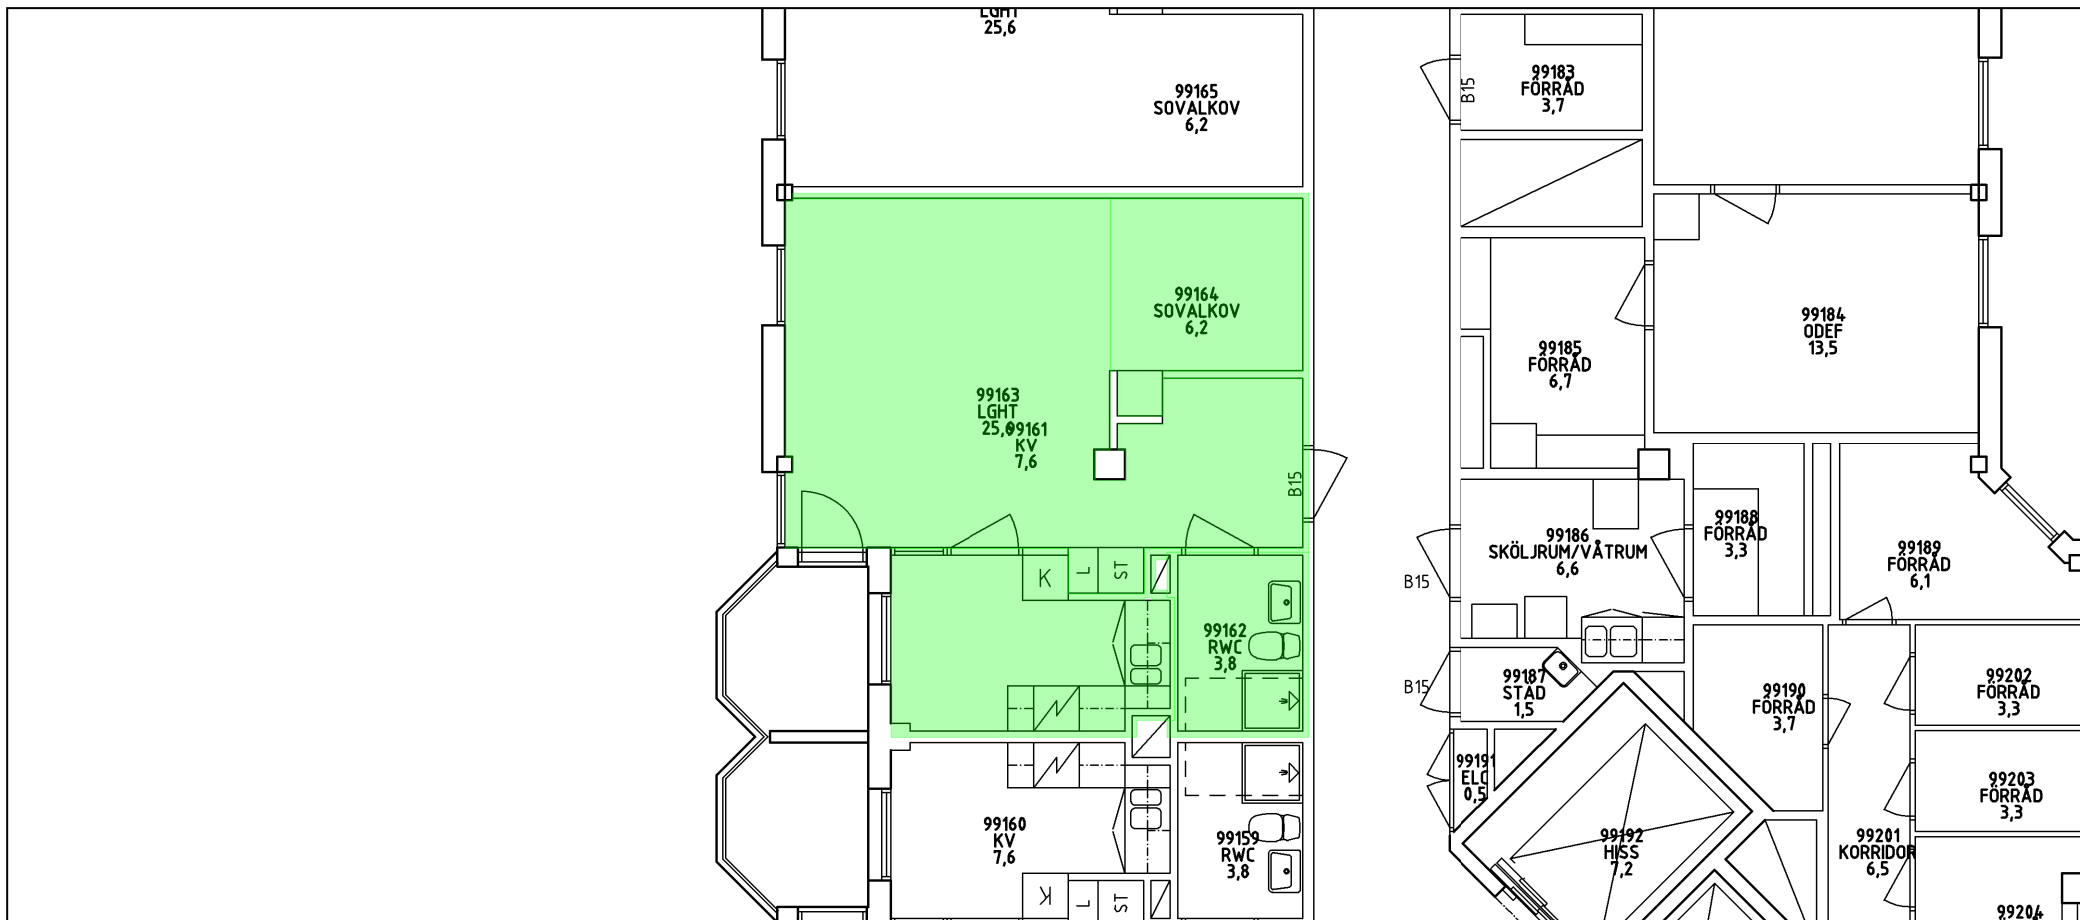 LGHT
25,6
99165
SOVALKOV
6,2
99183
FÖRRÅD
3,7
B15
99164
SOVALKOV
6,2
99163
LGHT
25,6
99161
KV
7,6
B15
99185
FÖRRÅD
6,7
99184
ODEF
13,5
99186
SKÖLJRUM/VÅTRUM
6,6
B15
99188
FÖRRÅD
3,3
99189
FÖRRÅD
6,1
K
L
ST
99162
RWC
3,8
B15
99187
STÄD
1,5
99190
FÖRRÅD
3,7
99202
FÖRRÅD
3,3
99191
ELC
0,5
99203
FÖRRÅD
3,3
99160
KV
7,6
99159
RWC
3,8
99192
HISS
7,2
99201
KORRIDOR
6,5
K
L
ST
99204